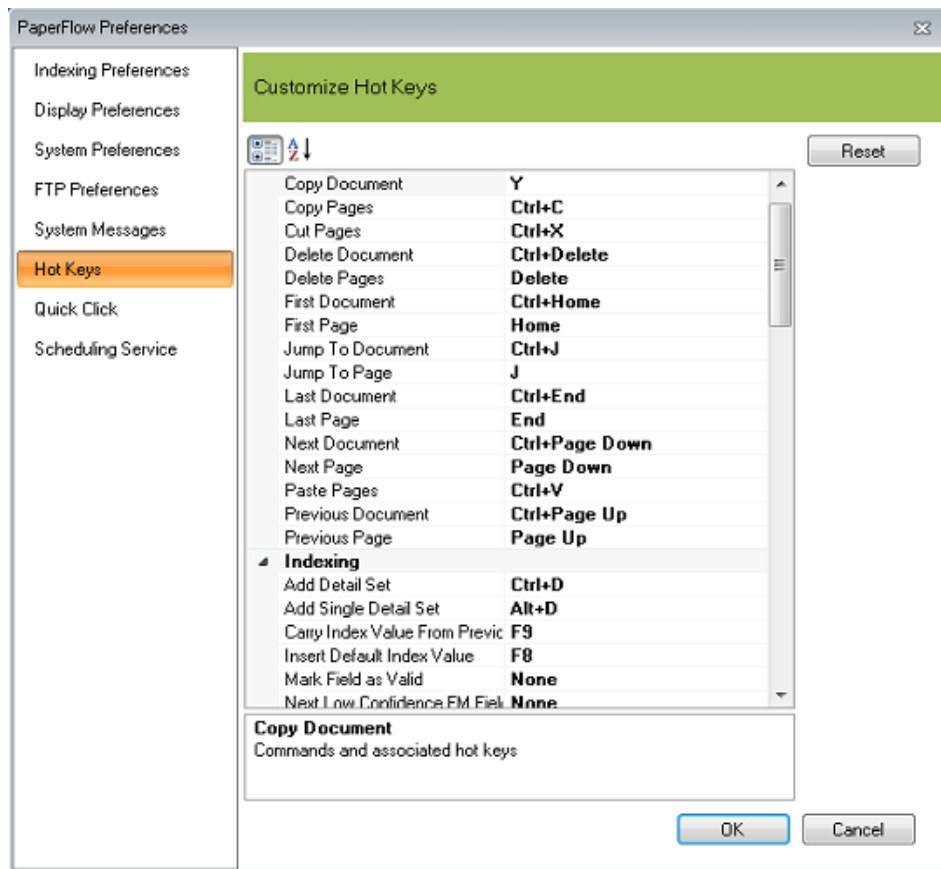 PaperFlow Preferences
Indexing Preferences
Display Preferences
System Preferences
FTP Preferences
System Messages
Hot Keys
Quick Click
Scheduling Service
Customize Hot Keys
Reset
Copy Document Y
Copy Pages Ctrl+C
Cut Pages Ctrl+X
Delete Document Ctrl+Delete
Delete Pages Delete
First Document Ctrl+Home
First Page Home
Jump To Document Ctrl+J
Jump To Page J
Last Document Ctrl+End
Last Page End
Next Document Ctrl+Page Down
Next Page Page Down
Paste Pages Ctrl+V
Previous Document Ctrl+Page Up
Previous Page Page Up
Indexing
Add Detail Set Ctrl+D
Add Single Detail Set Alt+D
Carry Index Value From Previc F9
Insert Default Index Value F8
Mark Field as Valid None
Next Low Confidence FM Fiel None
Copy Document
Commands and associated hot keys
OK Cancel